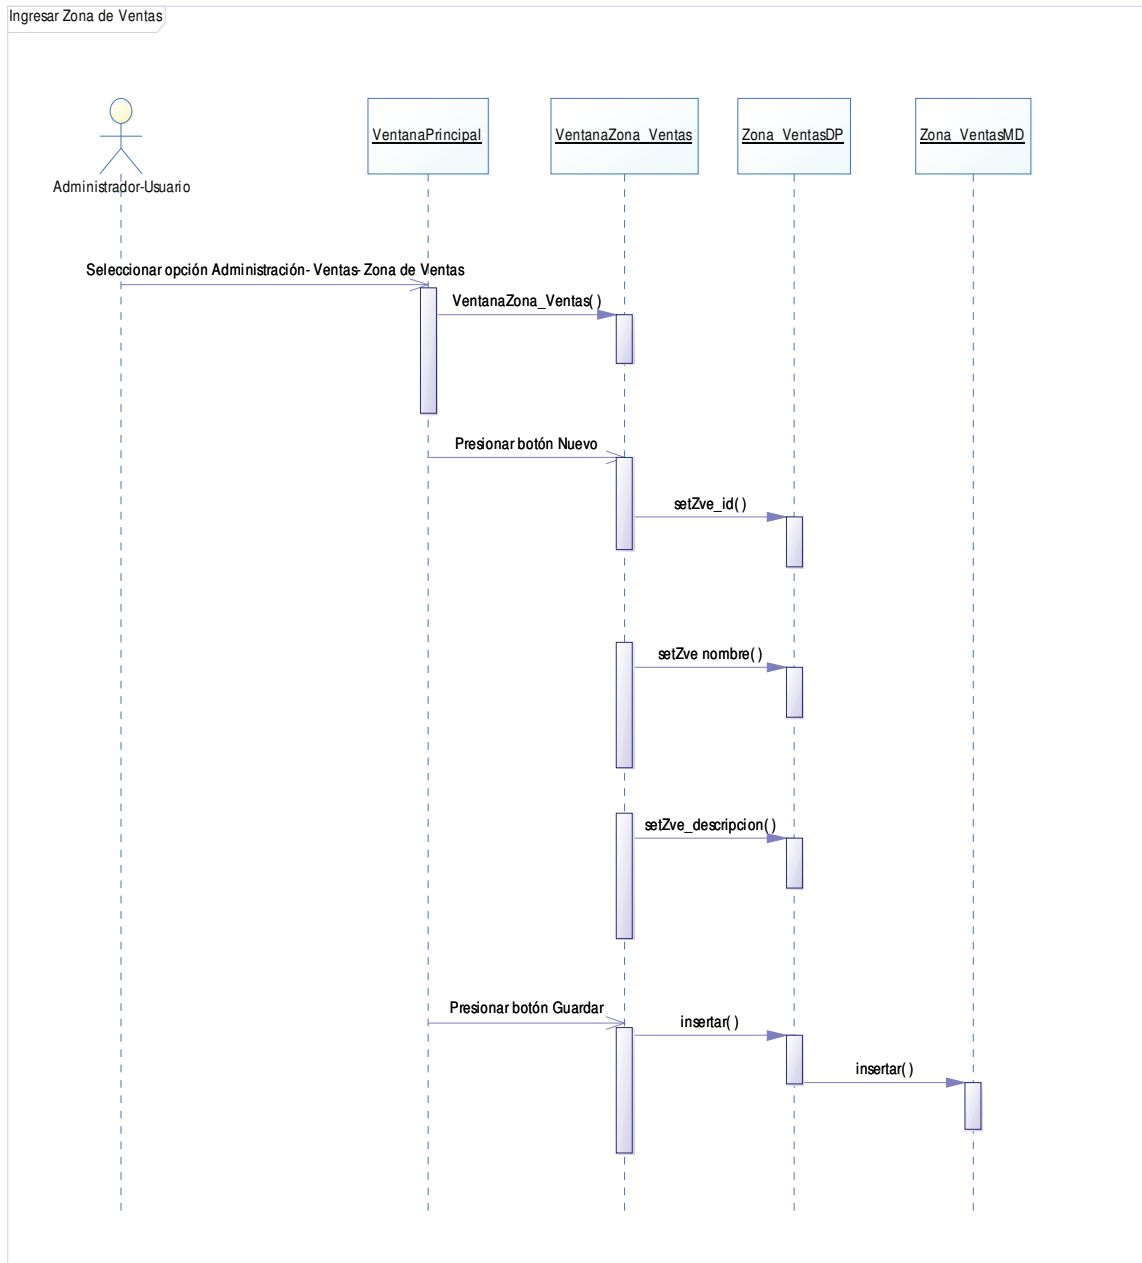 Ingresar Zona de Ventas
VentanaPrincipal
VentanaZona_Ventas
Zona_VentasDP
Zona_VentasMD
Administrador-Usuario
Seleccionar opción Administración- Ventas- Zona de Ventas
VentanaZona_Ventas( )
Presionar botón Nuevo
setZve_id( )
setZve nombre( )
setZve_descripcion( )
Presionar botón Guardar
insertar( )
insertar( )